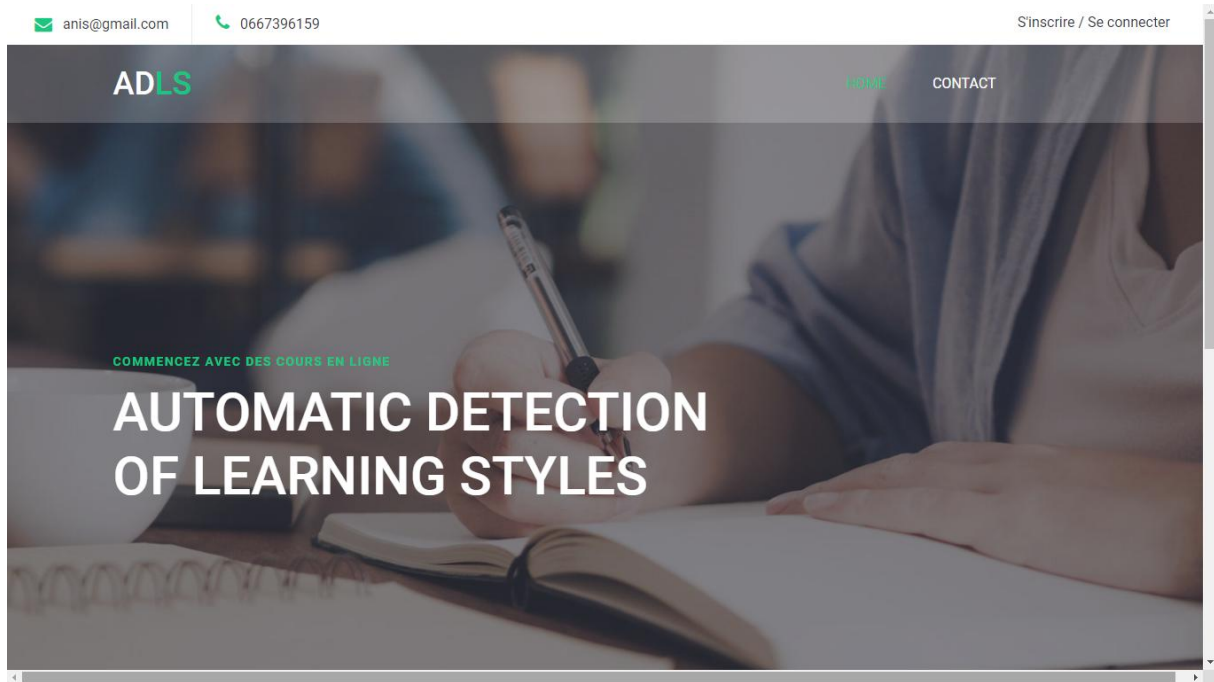 anis@gmail.com 0667396159 S'inscrire / Se connecter
ADLS HOME CONTACT
COMMENCEZ AVEC DES COURS EN LIGNE
AUTOMATIC DETECTION
OF LEARNING STYLES